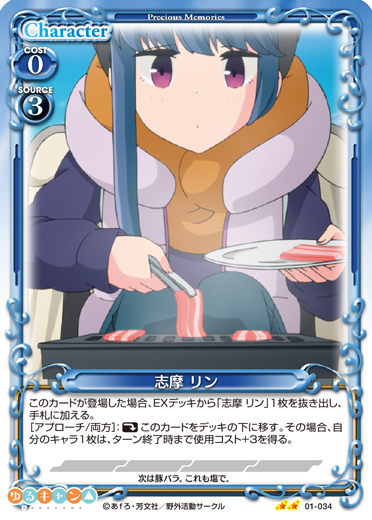 Precious Memories
Character
COST
0
SOURCE
3
志摩 リン
このカードが登場した場合、EXデッキから「志摩 リン」1枚を抜き出し、
手札に加える。
[アプローチ/両方]: このカードをデッキの下に移す。その場合、自
分のキャラ1枚は、ターン終了時まで使用コスト+3を得る。
次は豚バラ。これも塩で。
ゆるキャン△
©あfろ・芳文社/野外活動サークル
01-034